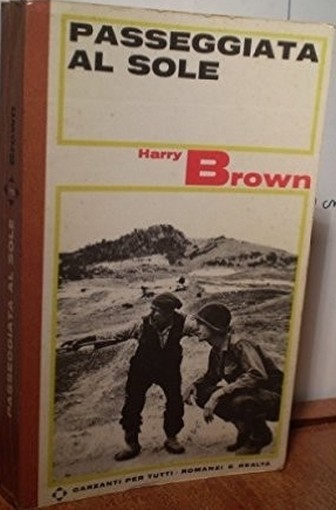 PASSEGGIATA
AL SOLE
Harry Brown
GARZANTI PER TUTTI · ROMANZI E REALTÀ
PASSEGGIATA AL SOLE Brown